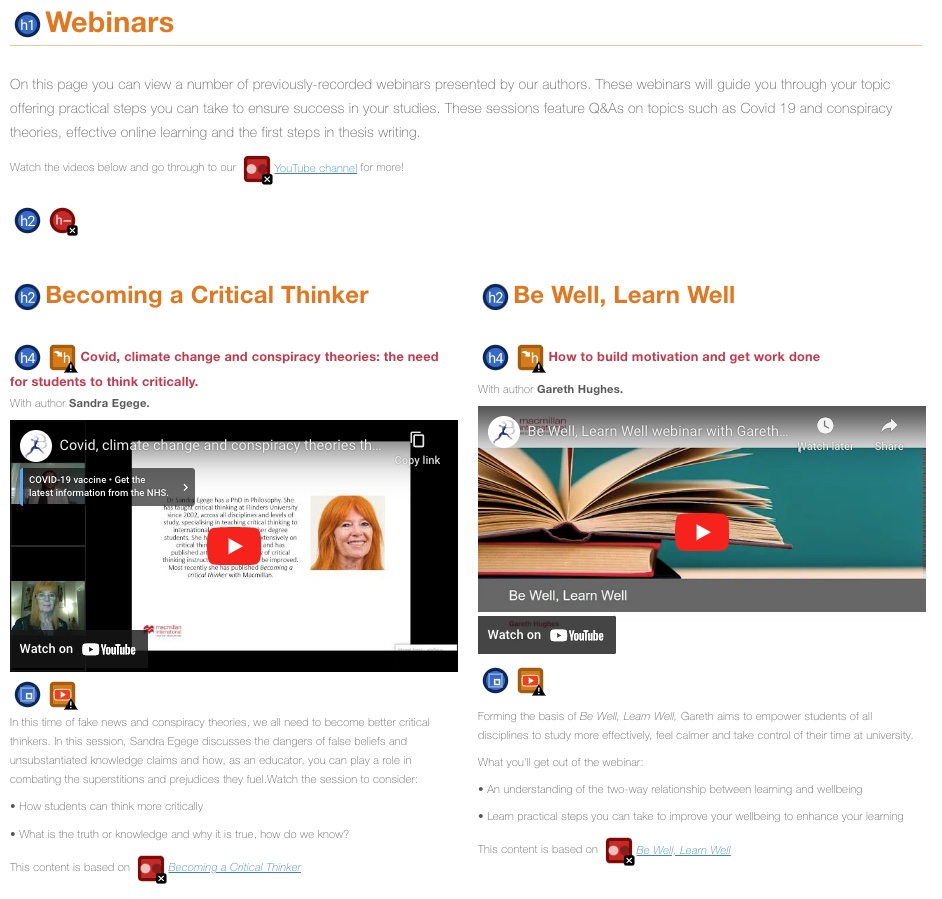 h1 Webinars
On this page you can view a number of previously-recorded webinars presented by our authors. These webinars will guide you through your topic
offering practical steps you can take to ensure success in your studies. These sessions feature Q&As on topics such as Covid 19 and conspiracy
theories, effective online learning and the first steps in thesis writing.
Watch the videos below and go through to our YouTube channel for more!
h2 h–
h2 Becoming a Critical Thinker
h4 h Covid, climate change and conspiracy theories: the need
for students to think critically.
With author Sandra Egege.
Covid, climate change and conspiracy theories th...
Copy link
COVID-19 vaccine • Get the
latest information from the NHS.
Dr Sandra Egege has a PhD in Philosophy. She
has taught critical thinking at Flinders University
since 2002, across all disciplines and levels of
study, specialising in teaching critical thinking to
international
degree
students. She
extensively on
critical
and has
published
of critical
thinking
be improved.
Most recently she has published Becoming a
critical thinker with Macmillan.
macmillan
international
Watch on YouTube
In this time of fake news and conspiracy theories, we all need to become better critical
thinkers. In this session, Sandra Egege discusses the dangers of false beliefs and
unsubstantiated knowledge claims and how, as an educator, you can play a role in
combating the superstitions and prejudices they fuel.Watch the session to consider:
• How students can think more critically
• What is the truth or knowledge and why it is true, how do we know?
This content is based on Becoming a Critical Thinker
h2 Be Well, Learn Well
h4 h How to build motivation and get work done
With author Gareth Hughes.
macmillan
Be Well, Learn Well webinar with Gareth...
Watch later
Share
Be Well, Learn Well
Gareth Hughes
Watch on YouTube
Forming the basis of Be Well, Learn Well, Gareth aims to empower students of all
disciplines to study more effectively, feel calmer and take control of their time at university.
What you'll get out of the webinar:
• An understanding of the two-way relationship between learning and wellbeing
• Learn practical steps you can take to improve your wellbeing to enhance your learning
This content is based on Be Well, Learn Well